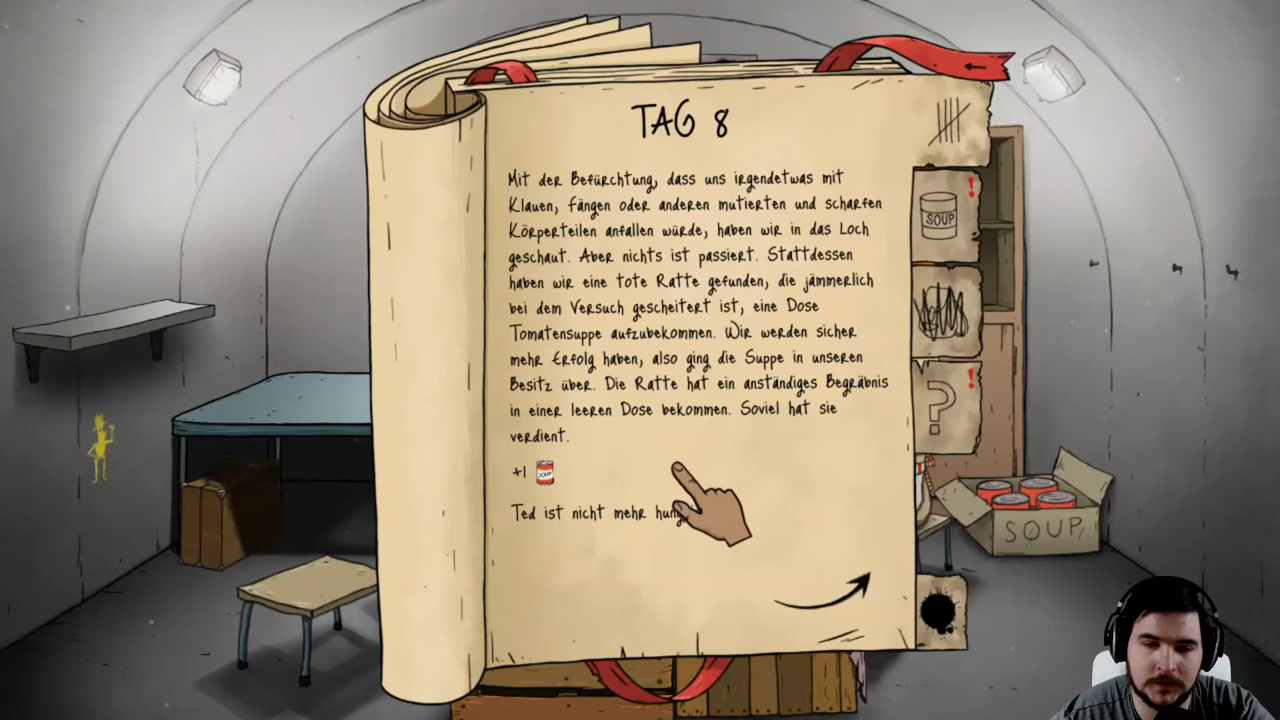 TAG 8
Mit der Befürchtung, dass uns irgendetwas mit
Klauen, Fängen oder anderen mutierten und scharfen
Körperteilen anfallen würde, haben wir in das Loch
geschaut. Aber nichts ist passiert. Stattdessen
haben wir eine tote Ratte gefunden, die jämmerlich
bei dem Versuch gescheitert ist, eine Dose
Tomatensuppe aufzubekommen. Wir werden sicher
mehr Erfolg haben, also ging die Suppe in unseren
Besitz über. Die Ratte hat ein anständiges Begräbnis
in einer leeren Dose bekommen. Soviel hat sie
verdient.
+1
Ted ist nicht mehr
!
SOUP
!
?
SOUP